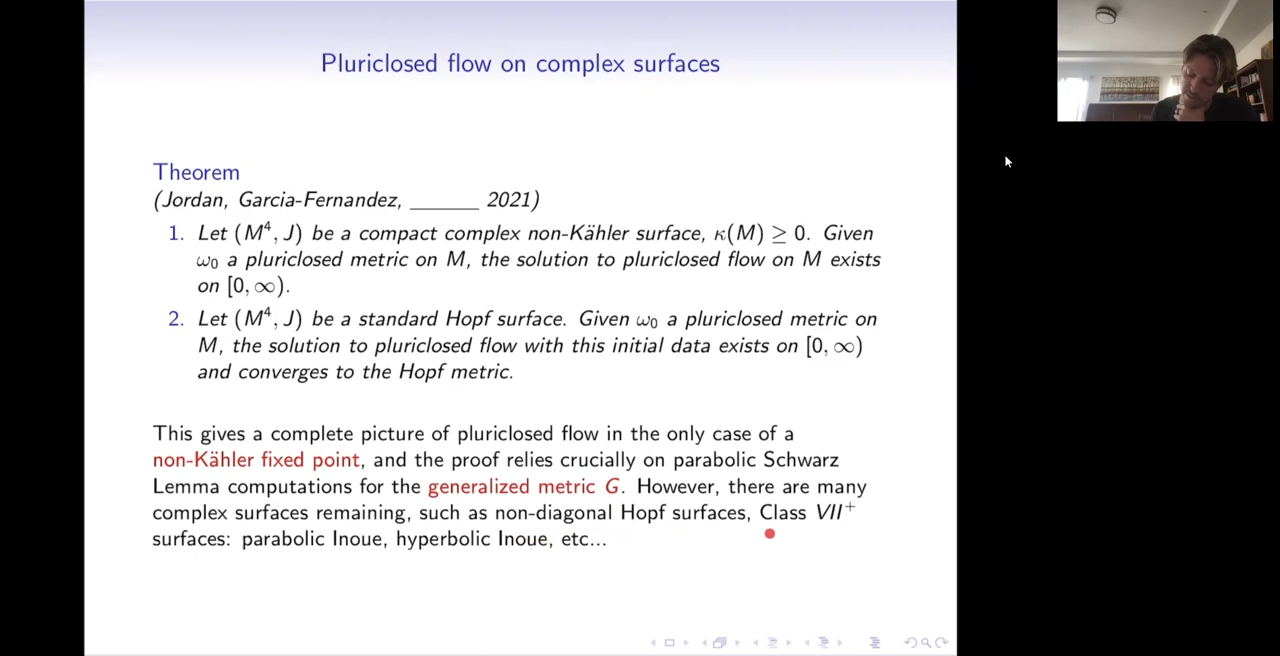 Pluriclosed flow on complex surfaces
Theorem
(Jordan, Garcia-Fernandez, ______ 2021)
1. Let (M⁴, J) be a compact complex non-Kähler surface, κ(M) ≥ 0. Given
ω₀ a pluriclosed metric on M, the solution to pluriclosed flow on M exists
on [0, ∞).
2. Let (M⁴, J) be a standard Hopf surface. Given ω₀ a pluriclosed metric on
M, the solution to pluriclosed flow with this initial data exists on [0, ∞)
and converges to the Hopf metric.
This gives a complete picture of pluriclosed flow in the only case of a
non-Kähler fixed point, and the proof relies crucially on parabolic Schwarz
Lemma computations for the generalized metric G. However, there are many
complex surfaces remaining, such as non-diagonal Hopf surfaces, Class VII⁺
surfaces: parabolic Inoue, hyperbolic Inoue, etc...